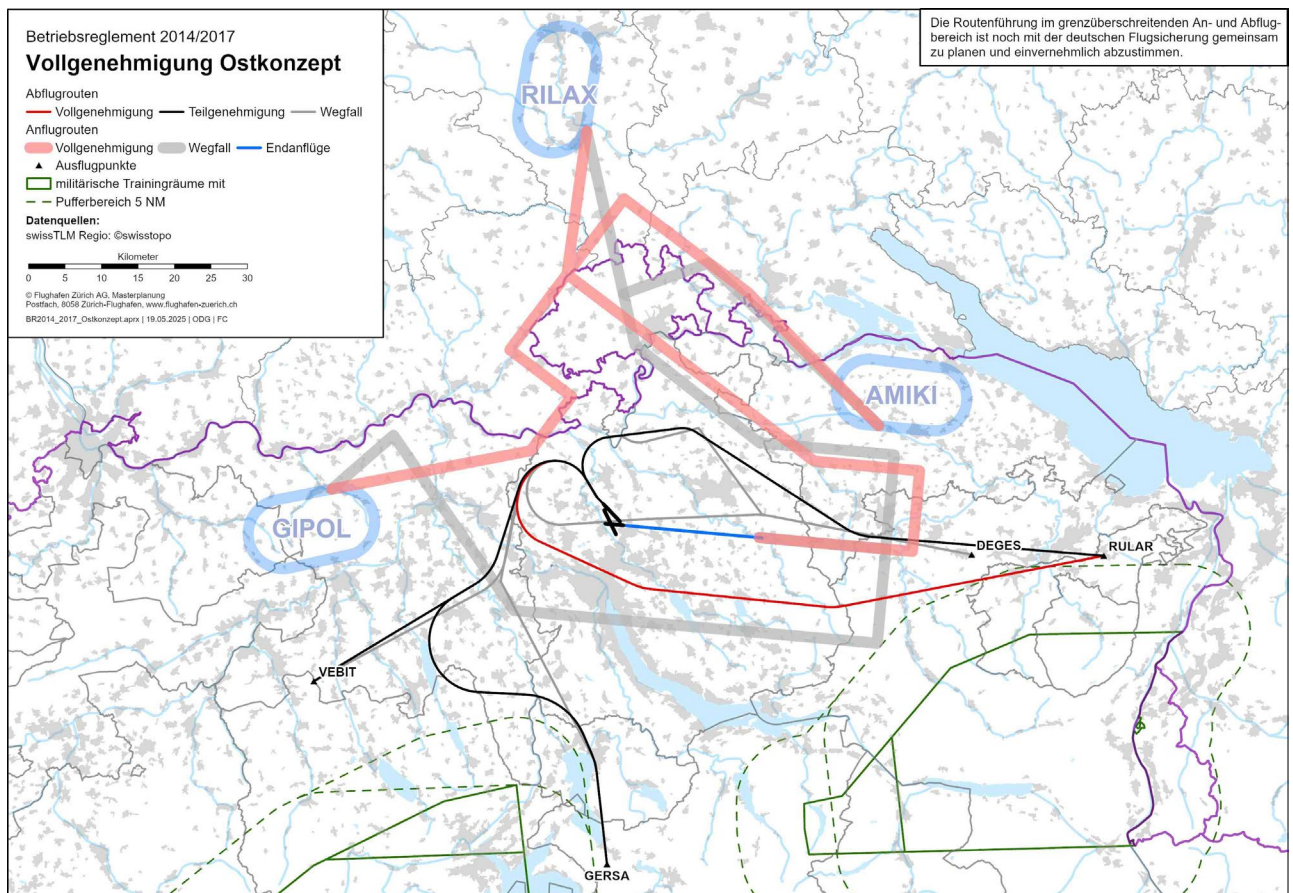 Betriebsreglement 2014/2017
Vollgenehmigung Ostkonzept
Abflugrouten
Vollgenehmigung Teilgenehmigung Wegfall
Anflugrouten
Vollgenehmigung Wegfall Endanflüge
Ausflugpunkte
militärische Trainingräume mit
Pufferbereich 5 NM
Datenquellen:
swissTLM Regio: ©swisstopo
Kilometer
0 5 10 15 20 25 30
© Flughafen Zürich AG, Masterplanung
Postfach, 8058 Zürich-Flughafen, www.flughafen-zuerich.ch
BR2014_2017_Ostkonzept.aprx | 19.05.2025 | ODG | FC
Die Routenführung im grenzüberschreitenden An- und Abflug-
bereich ist noch mit der deutschen Flugsicherung gemeinsam
zu planen und einvernehmlich abzustimmen.
RILAX
AMIKI
GIPOL
DEGES
RULAR
VEBIT
GERSA